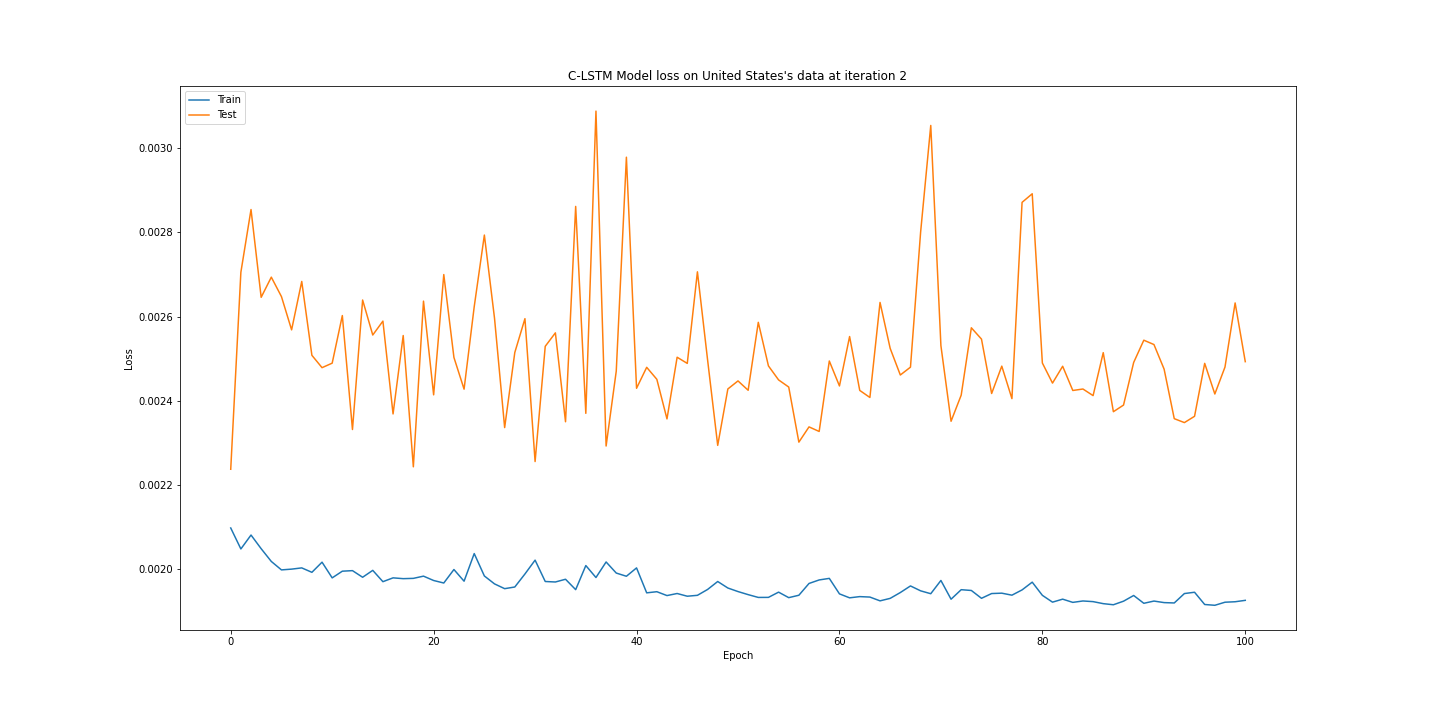 C-LSTM Model loss on United States's data at iteration 2
Train
Test
0.0030
0.0028
0.0026
0.0024
0.0022
0.0020
Loss
0 20 40 60 80 100
Epoch